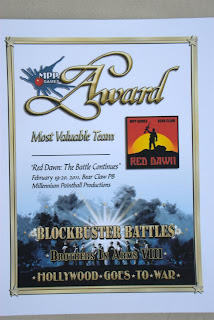 MPP
GAMES
Award
Most Valuable Team
RED DAWN
"Red Dawn: The Battle Continues"
February 19-20, 2011, Bear Claw PB
Millennium Paintball Productions
BLOCKBUSTER BATTLES
BROTHERS IN ARMS VIII
HOLLYWOOD GOES TO WAR